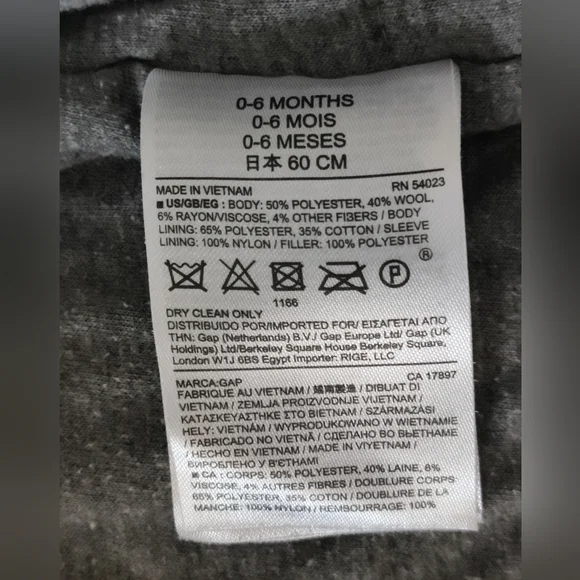 0-6 MONTHS
0-6 MOIS
0-6 MESES
日本 60 CM
MADE IN VIETNAM RN 54023
■ US/GB/EG : BODY: 50% POLYESTER, 40% WOOL,
6% RAYON/VISCOSE, 4% OTHER FIBERS / BODY
LINING: 65% POLYESTER, 35% COTTON / SLEEVE
LINING: 100% NYLON / FILLER: 100% POLYESTER
P ®
1166
DRY CLEAN ONLY
DISTRIBUIDO POR/IMPORTED FOR/ ΕΙΣΑΓΕΤΑΙ ΑΠΟ
ΤΗΝ: Gap (Netherlands) B.V./ Gap Europe Ltd/ Gap (UK
Holdings) Ltd/Berkeley Square House Berkeley Square,
London W1J 6BS Egypt Importer: RIGE, LLC
MARCA:GAP CA 17897
FABRIQUE AU VIETNAM / 越南製造 / DIBUAT DI
VIETNAM / ZEMLJA PROIZVODNJE VIJETNAM /
ΚΑΤΑΣΚΕΥΑΣΤΗΚΕ ΣΤΟ ΒΙΕΤΝΑΜ / SZÁRMAZÁSI
HELY: VIETNÁM / WYPRODUKOWANO W WIETNAMIE
/ FABRICADO NO VIETNÃ / СДЕЛАНО ВО ВЬЕТНАМЕ
/ HECHO EN VIETNAM / MADE IN VIYETNAM /
ВИРОБЛЕНО У В'ЄТНАМІ
■ CA : CORPS: 50% POLYESTER, 40% LAINE, 6%
VISCOSE, 4% AUTRES FIBRES / DOUBLURE CORPS
65% POLYESTER, 35% COTON / DOUBLURE DE LA
MANCHE: 100% NYLON / REMBOURRAGE: 100%